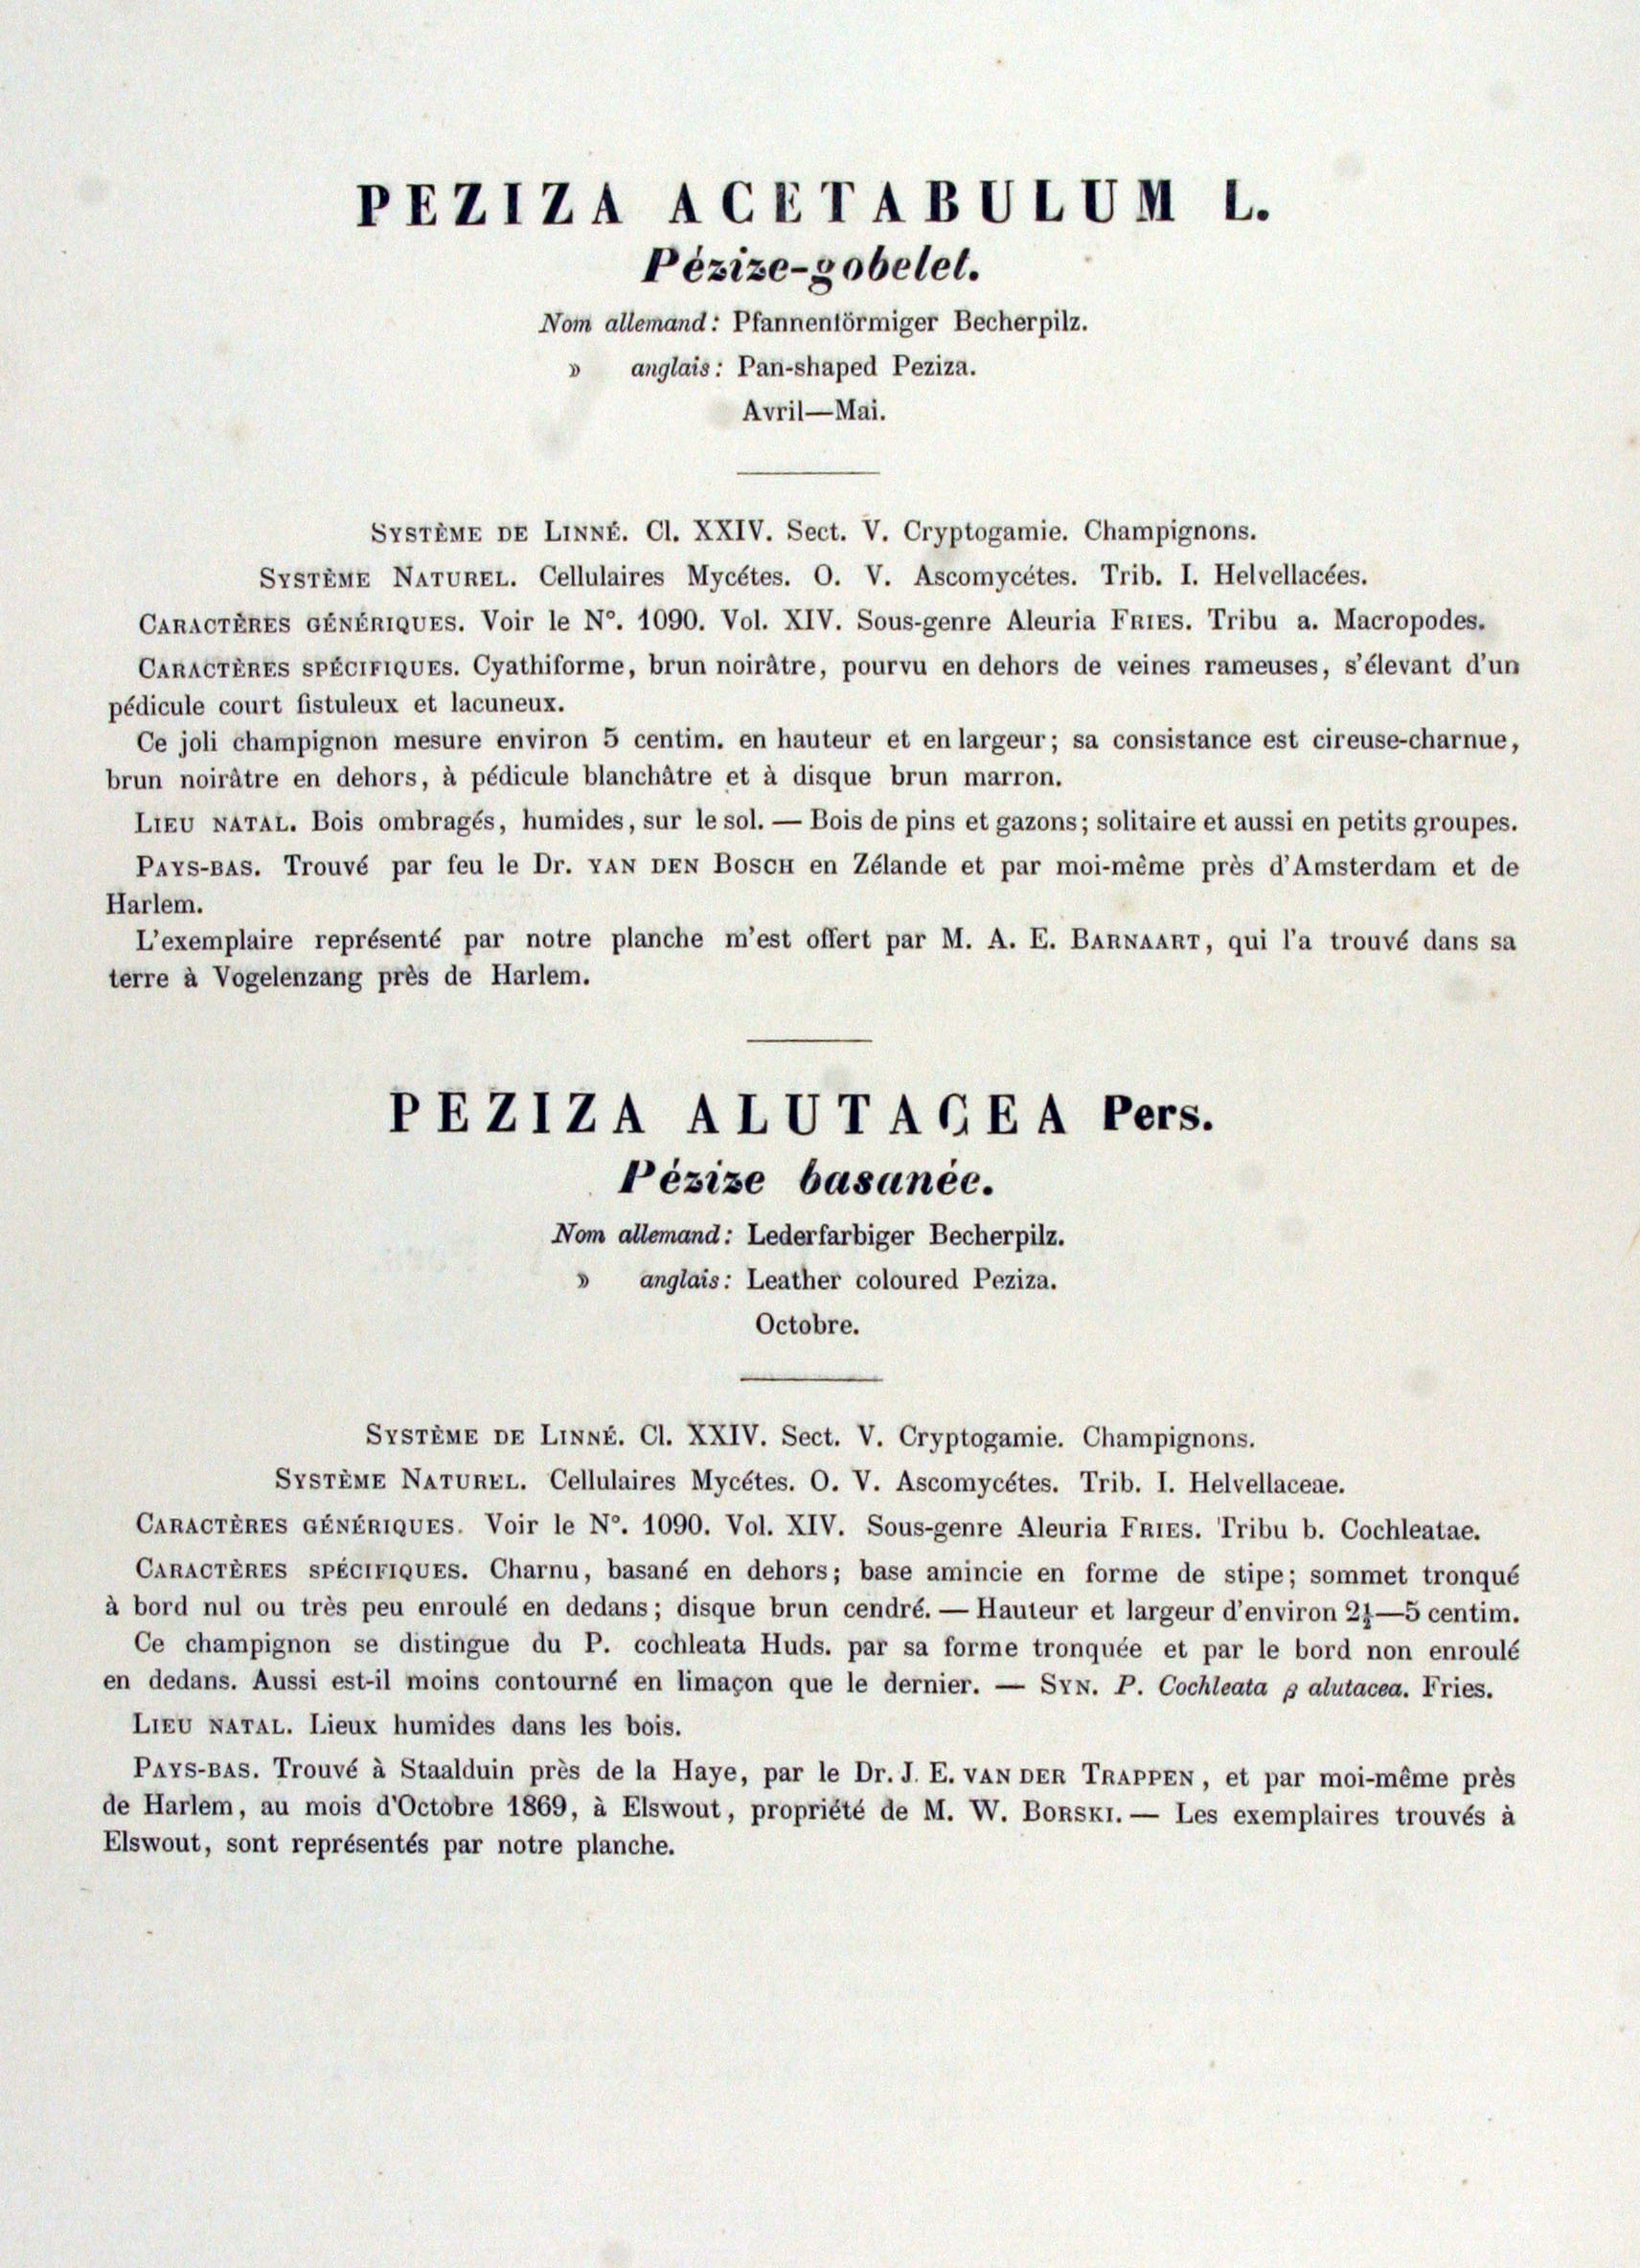 PEZIZA ACETABULUM L.
Pézize-gobelet.
Nom allemand: Pfannenförmiger Becherpilz.
» anglais: Pan-shaped Peziza.
Avril—Mai.
Système de Linné. Cl. XXIV. Sect. V. Cryptogamie. Champignons.
Système Naturel. Cellulaires Mycétes. O. V. Ascomycétes. Trib. I. Helvellacées.
Caractères génériques. Voir le N°. 1090. Vol. XIV. Sous-genre Aleuria Fries. Tribu a. Macropodes.
Caractères spécifiques. Cyathiforme, brun noirâtre, pourvu en dehors de veines rameuses, s'élevant d'un
pédicule court fistuleux et lacuneux.
Ce joli champignon mesure environ 5 centim. en hauteur et en largeur; sa consistance est cireuse-charnue,
brun noirâtre en dehors, à pédicule blanchâtre et à disque brun marron.
Lieu natal. Bois ombragés, humides, sur le sol. — Bois de pins et gazons; solitaire et aussi en petits groupes.
Pays-bas. Trouvé par feu le Dr. van den Bosch en Zélande et par moi-même près d'Amsterdam et de
Harlem.
L'exemplaire représenté par notre planche m'est offert par M. A. E. Barnaart, qui l'a trouvé dans sa
terre à Vogelenzang près de Harlem.
PEZIZA ALUTACEA Pers.
Pézize basanée.
Nom allemand: Lederfarbiger Becherpilz.
» anglais: Leather coloured Peziza.
Octobre.
Système de Linné. Cl. XXIV. Sect. V. Cryptogamie. Champignons.
Système Naturel. Cellulaires Mycétes. O. V. Ascomycétes. Trib. I. Helvellaceae.
Caractères génériques. Voir le N°. 1090. Vol. XIV. Sous-genre Aleuria Fries. Tribu b. Cochleatae.
Caractères spécifiques. Charnu, basané en dehors; base amincie en forme de stipe; sommet tronqué
à bord nul ou très peu enroulé en dedans; disque brun cendré. — Hauteur et largeur d'environ centim.
Ce champignon se distingue du P. cochleata Huds. par sa forme tronquée et par le bord non enroulé
en dedans. Aussi est-il moins contourné en limaçon que le dernier. — Syn. P. Cochleata β alutacea. Fries.
Lieu natal. Lieux humides dans les bois.
Pays-bas. Trouvé à Staalduin près de la Haye, par le Dr. J. E. van der Trappen, et par moi-même près
de Harlem, au mois d'Octobre 1869, à Elswout, propriété de M. W. Borski. — Les exemplaires trouvés à
Elswout, sont représentés par notre planche.